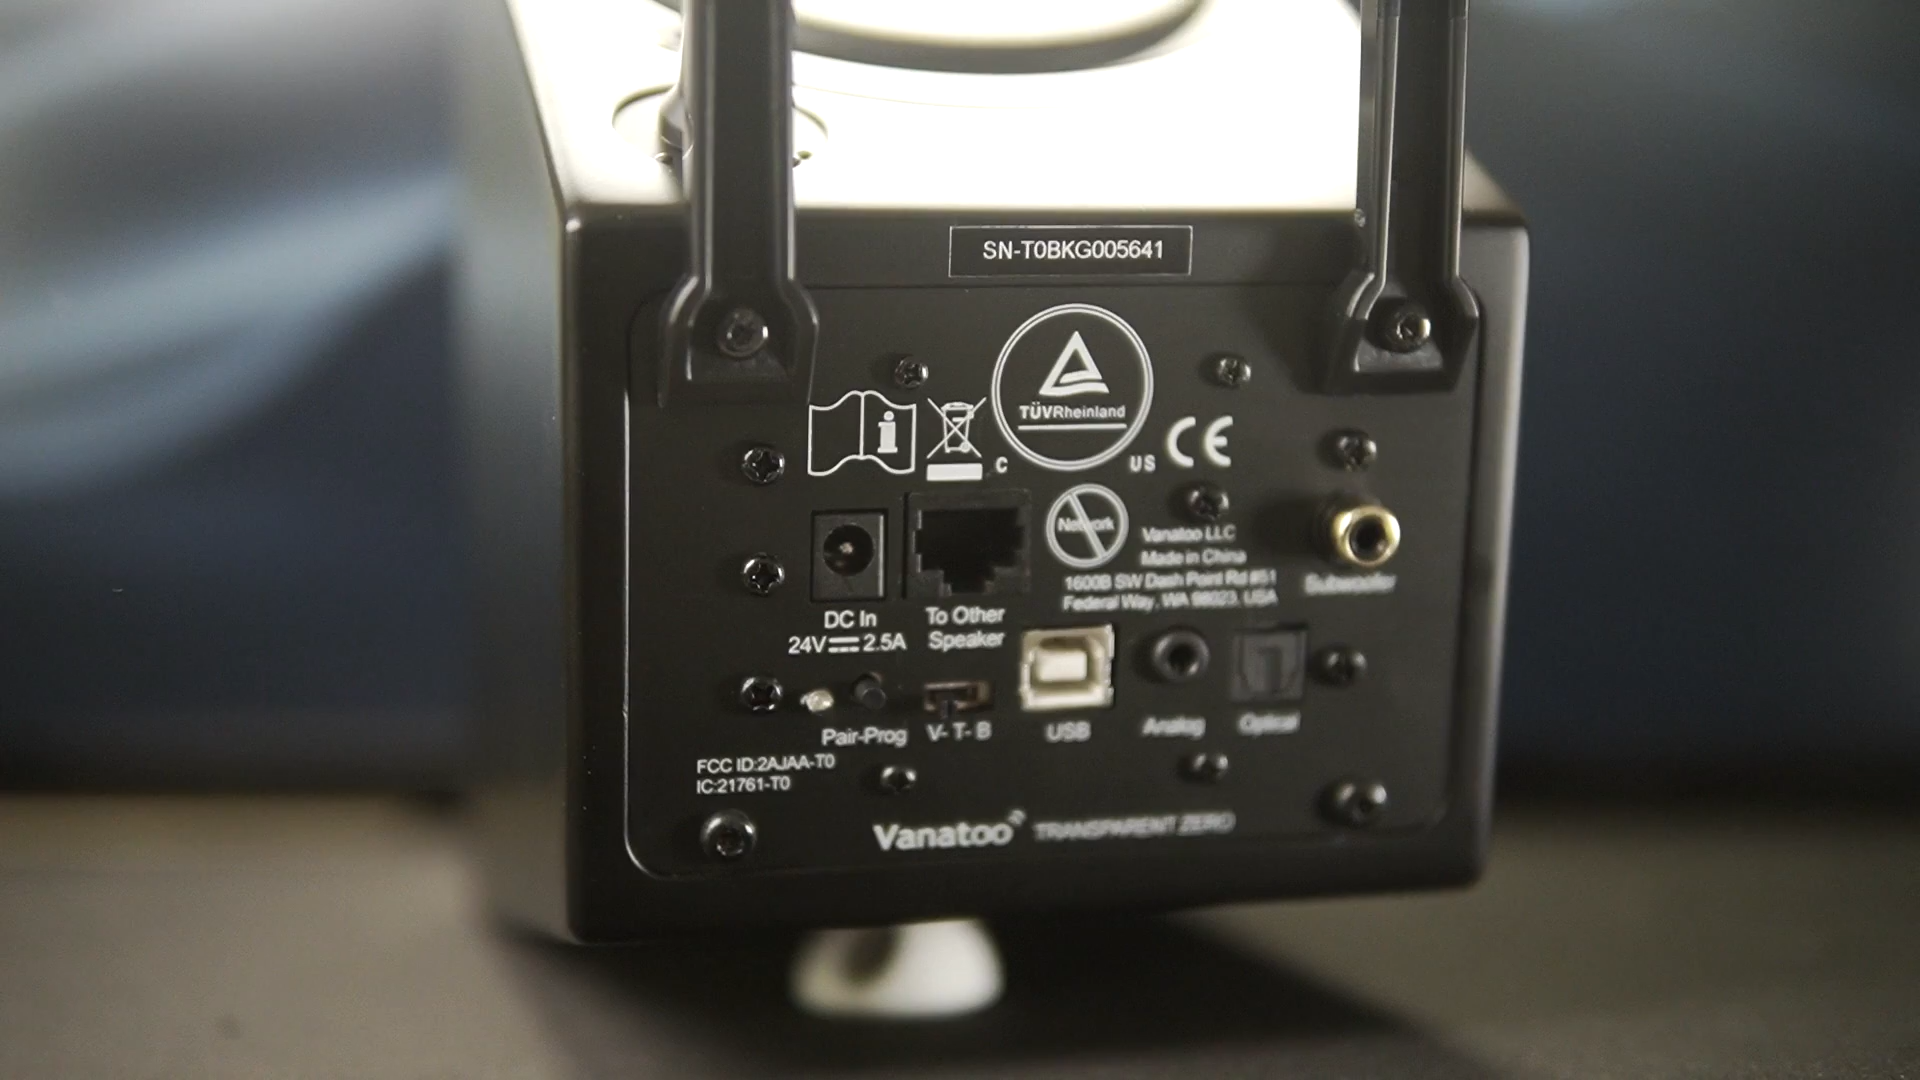 SN-T0BKG005641
TÜVRheinland
C US
CE
Network
Vanatoo LLC
Made in China
1600B SW Dash Point Rd #51
Federal Way, WA 98023, USA
Subwoofer
DC In
24V 2.5A
To Other
Speaker
Pair-Prog
V- T- B
USB
Analog
Optical
FCC ID:2AJAA-T0
IC:21761-T0
Vanatoo TRANSPARENT ZERO